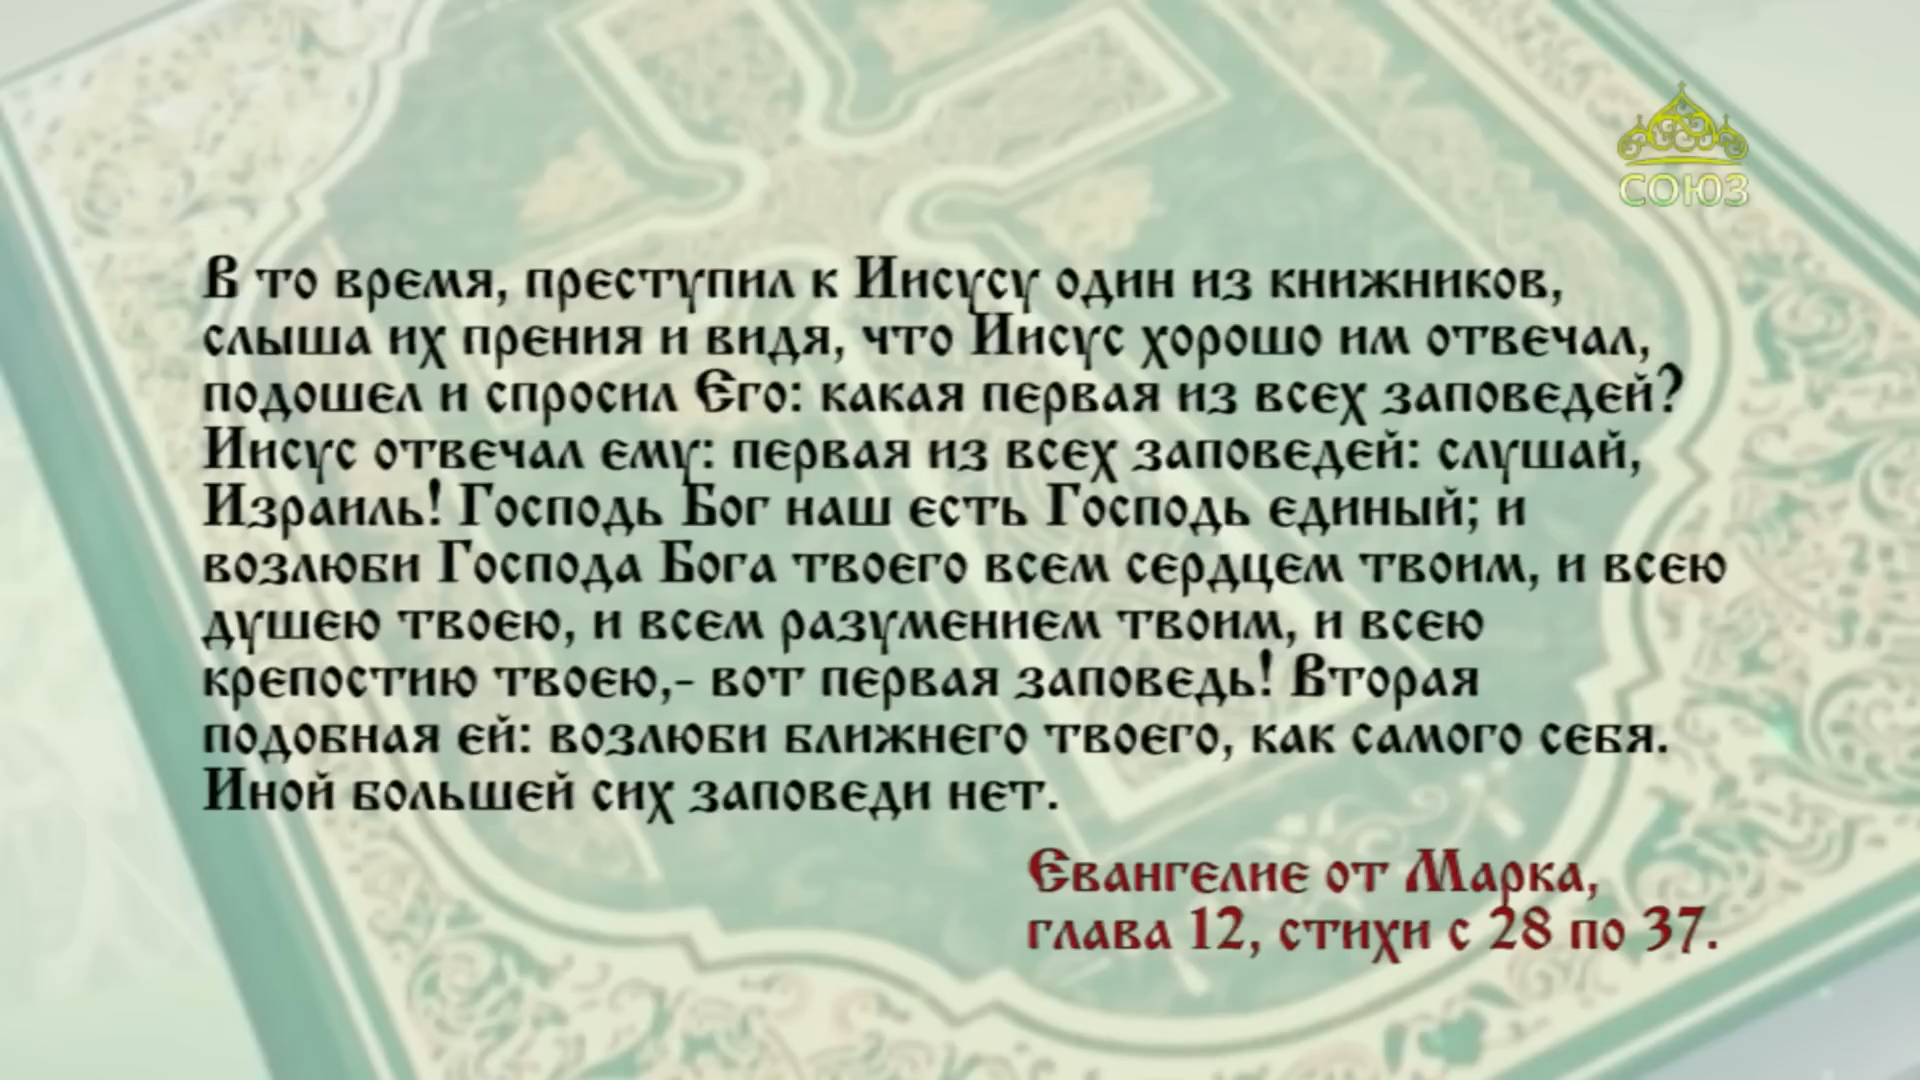 СОЮЗ
В то время, преступил к Иисусу один из книжников,
слыша их прения и видя, что Иисус хорошо им отвечал,
подошел и спросил Его: какая первая из всех заповедей?
Иисус отвечал ему: первая из всех заповедей: слушай,
Израиль! Господь Бог наш есть Господь единый; и
возлюби Господа Бога твоего всем сердцем твоим, и всею
душею твоею, и всем разумением твоим, и всею
крепостию твоею,- вот первая заповедь! Вторая
подобная ей: возлюби ближнего твоего, как самого себя.
Иной большей сих заповеди нет.
Евангелие от Марка,
глава 12, стихи с 28 по 37.